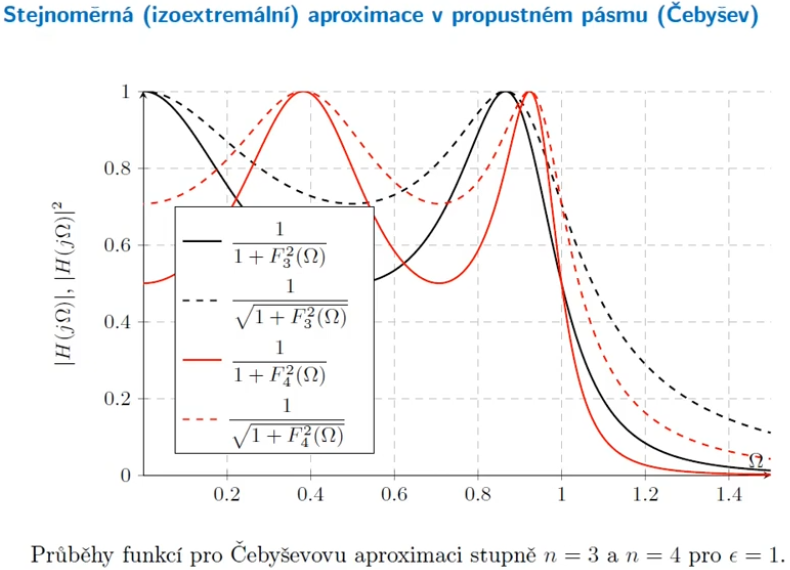 Stejnoměrná (izoextremální) aproximace v propustném pásmu (Čebyšev)
|H(jΩ)|, |H(jΩ)|²
1
0.8
0.6
0.4
0.2
0
1 / (1 + F₃²(Ω))
1 / √(1 + F₃²(Ω))
1 / (1 + F₄²(Ω))
1 / √(1 + F₄²(Ω))
Ω
0.2 0.4 0.6 0.8 1 1.2 1.4
Průběhy funkcí pro Čebyševovu aproximaci stupně n = 3 a n = 4 pro ϵ = 1.